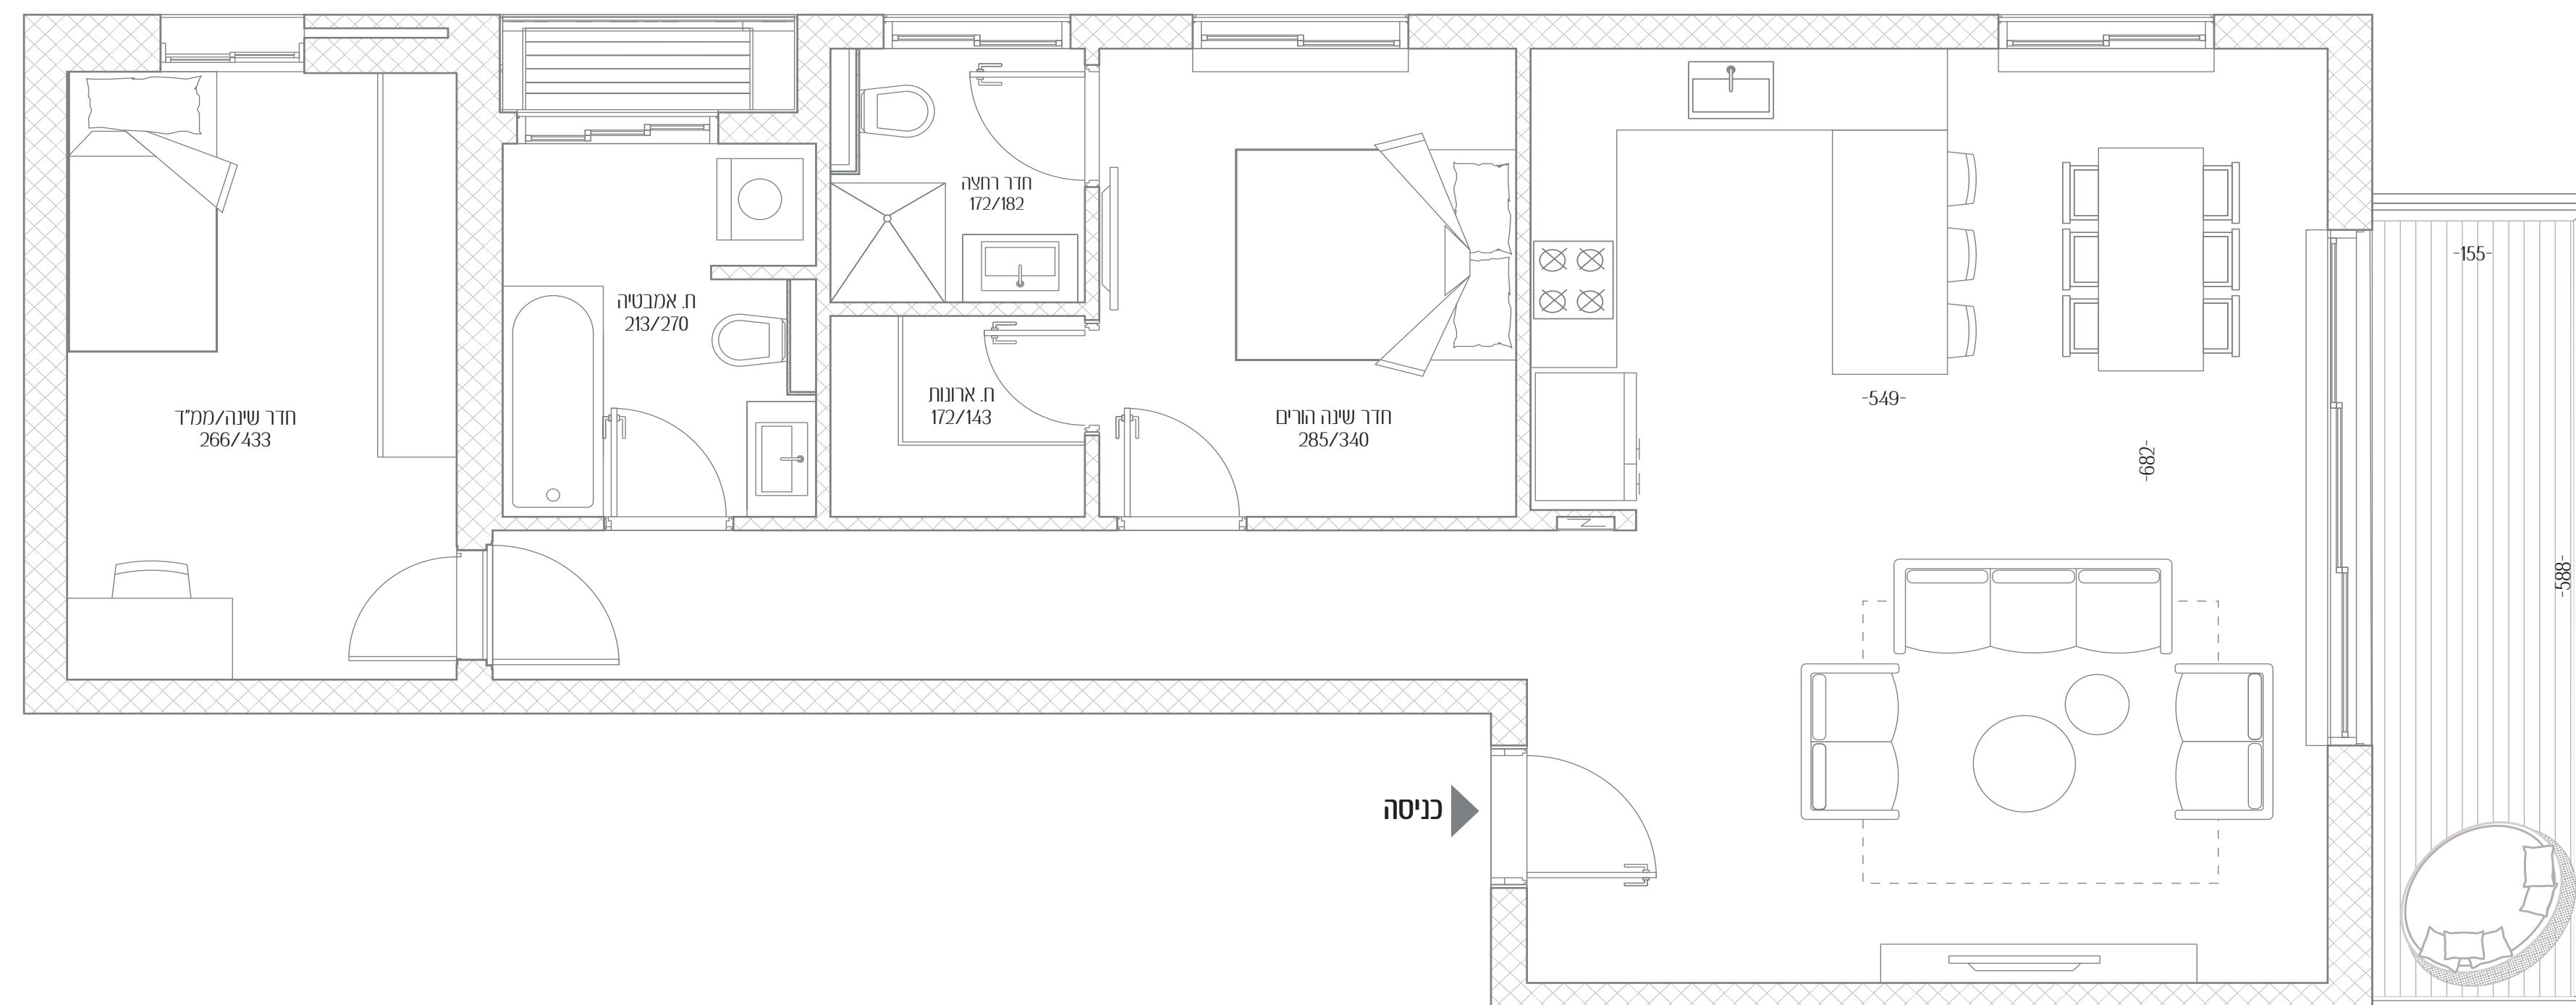 חדר רחצה
172/182
-155-
ח. אמבטיה
213/270
ח. ארונות
172/143
חדר שינה הורים
285/340
-549-
חדר שינה/ממ"ד
266/433
-682-
-588-
כניסה